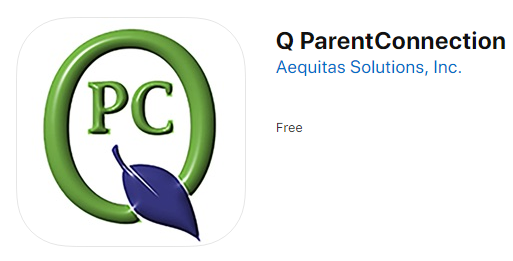 Q
PC
Q ParentConnection
Aequitas Solutions, Inc.
Free